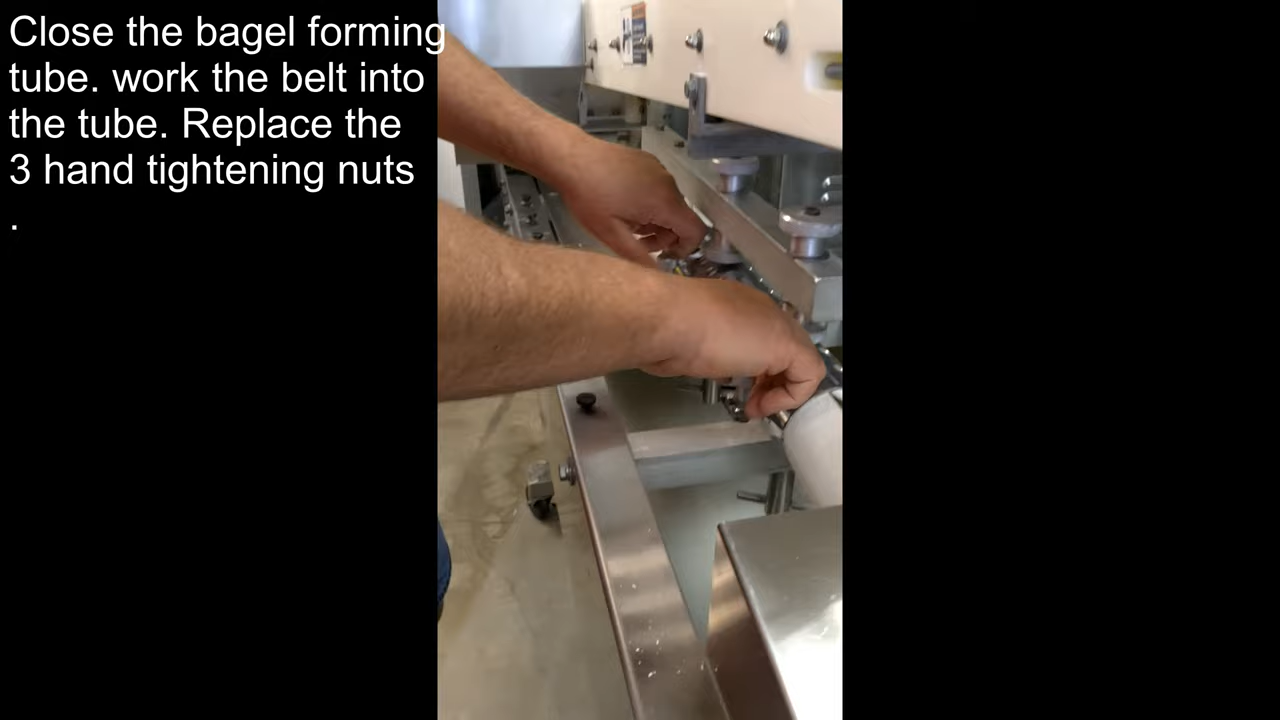 Close the bagel forming
tube. work the belt into
the tube. Replace the
3 hand tightening nuts
.